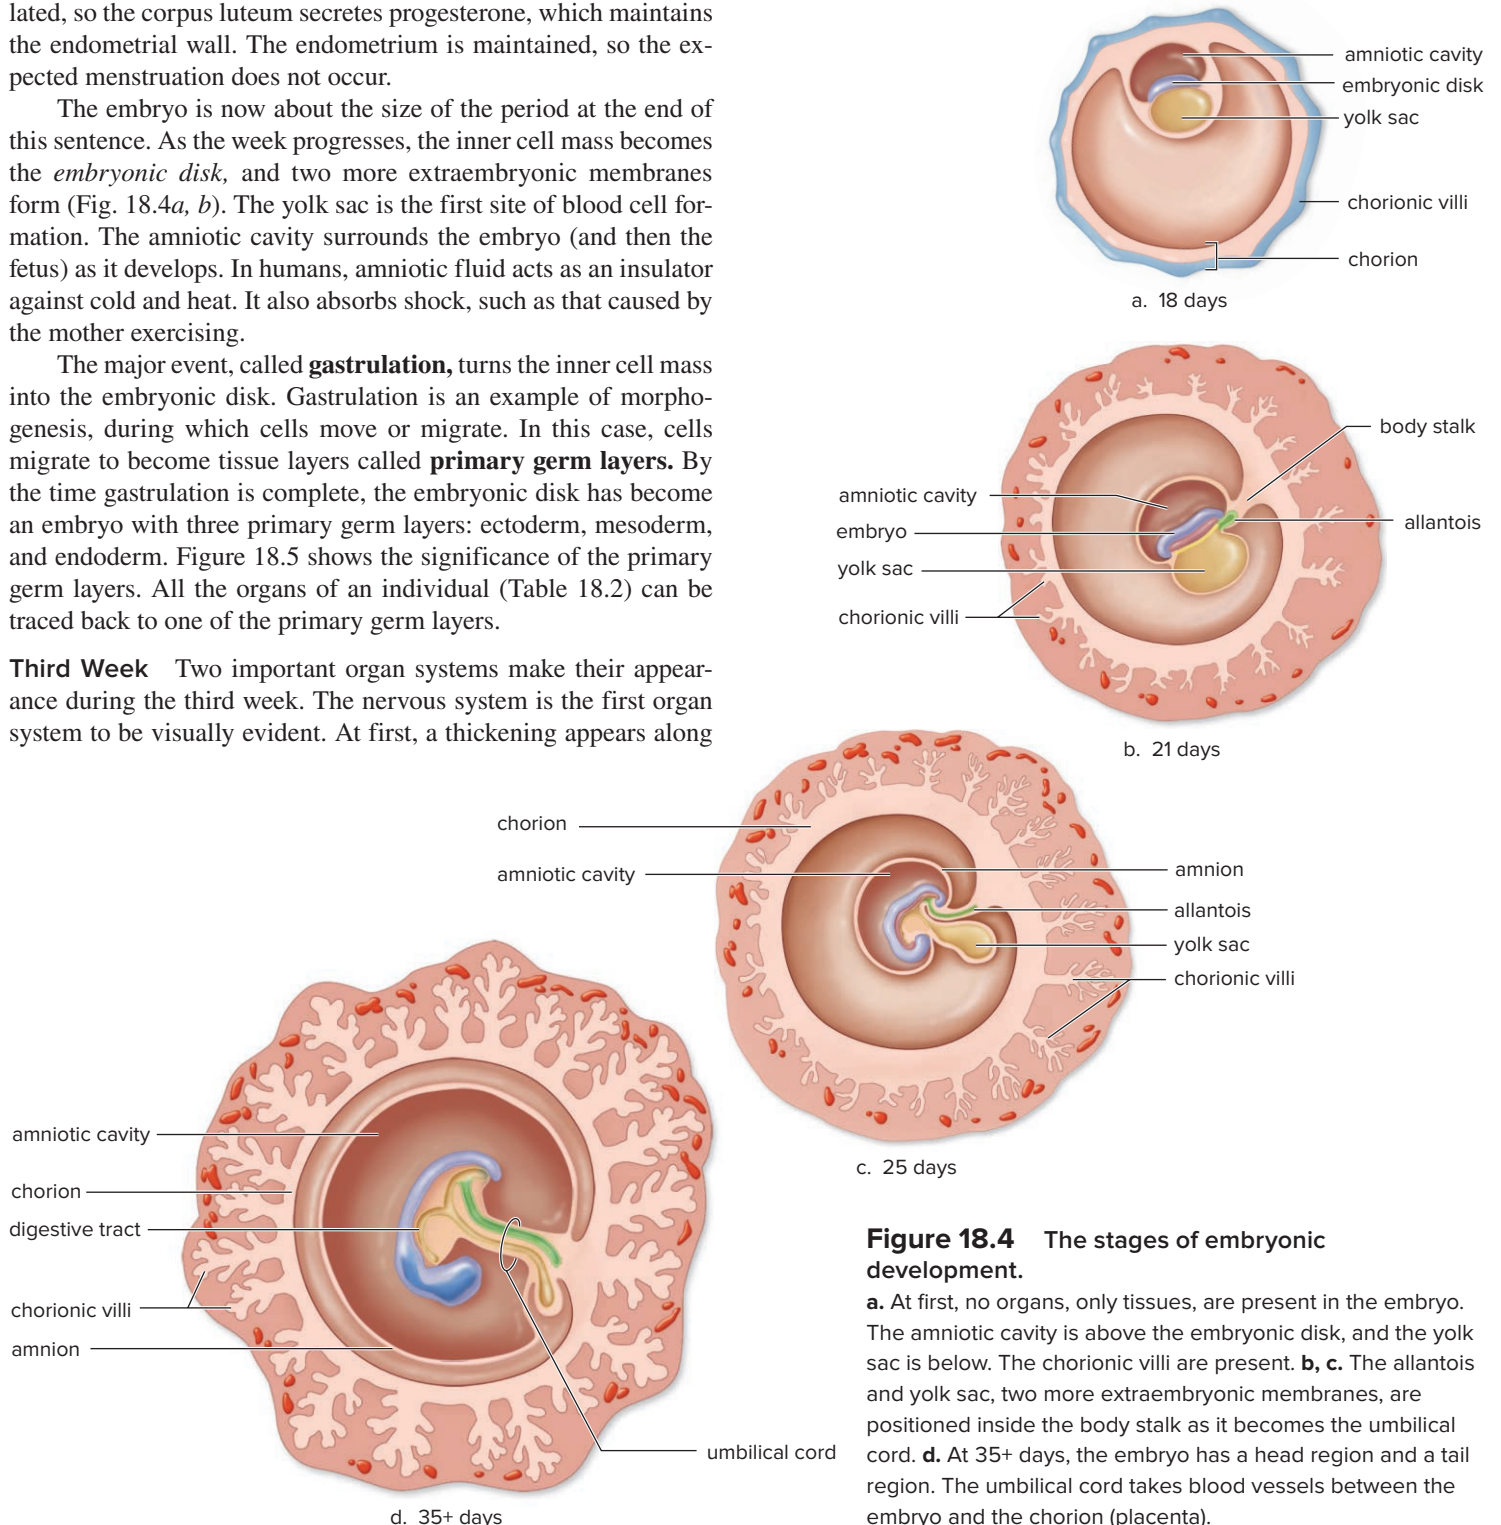 lated, so the corpus luteum secretes progesterone, which maintains
the endometrial wall. The endometrium is maintained, so the ex-
pected menstruation does not occur.
The embryo is now about the size of the period at the end of
this sentence. As the week progresses, the inner cell mass becomes
the embryonic disk, and two more extraembryonic membranes
form (Fig. 18.4a, b). The yolk sac is the first site of blood cell for-
mation. The amniotic cavity surrounds the embryo (and then the
fetus) as it develops. In humans, amniotic fluid acts as an insulator
against cold and heat. It also absorbs shock, such as that caused by
the mother exercising.
The major event, called gastrulation, turns the inner cell mass
into the embryonic disk. Gastrulation is an example of morpho-
genesis, during which cells move or migrate. In this case, cells
migrate to become tissue layers called primary germ layers. By
the time gastrulation is complete, the embryonic disk has become
an embryo with three primary germ layers: ectoderm, mesoderm,
and endoderm. Figure 18.5 shows the significance of the primary
germ layers. All the organs of an individual (Table 18.2) can be
traced back to one of the primary germ layers.
Third Week Two important organ systems make their appear-
ance during the third week. The nervous system is the first organ
system to be visually evident. At first, a thickening appears along
amniotic cavity
embryonic disk
yolk sac
chorionic villi
chorion
a. 18 days
body stalk
amniotic cavity
allantois
embryo
yolk sac
chorionic villi
b. 21 days
chorion
amniotic cavity
amnion
allantois
yolk sac
chorionic villi
c. 25 days
amniotic cavity
chorion
digestive tract
chorionic villi
amnion
umbilical cord
d. 35+ days
Figure 18.4 The stages of embryonic
development.
a. At first, no organs, only tissues, are present in the embryo.
The amniotic cavity is above the embryonic disk, and the yolk
sac is below. The chorionic villi are present. b, c. The allantois
and yolk sac, two more extraembryonic membranes, are
positioned inside the body stalk as it becomes the umbilical
cord. d. At 35+ days, the embryo has a head region and a tail
region. The umbilical cord takes blood vessels between the
embryo and the chorion (placenta).